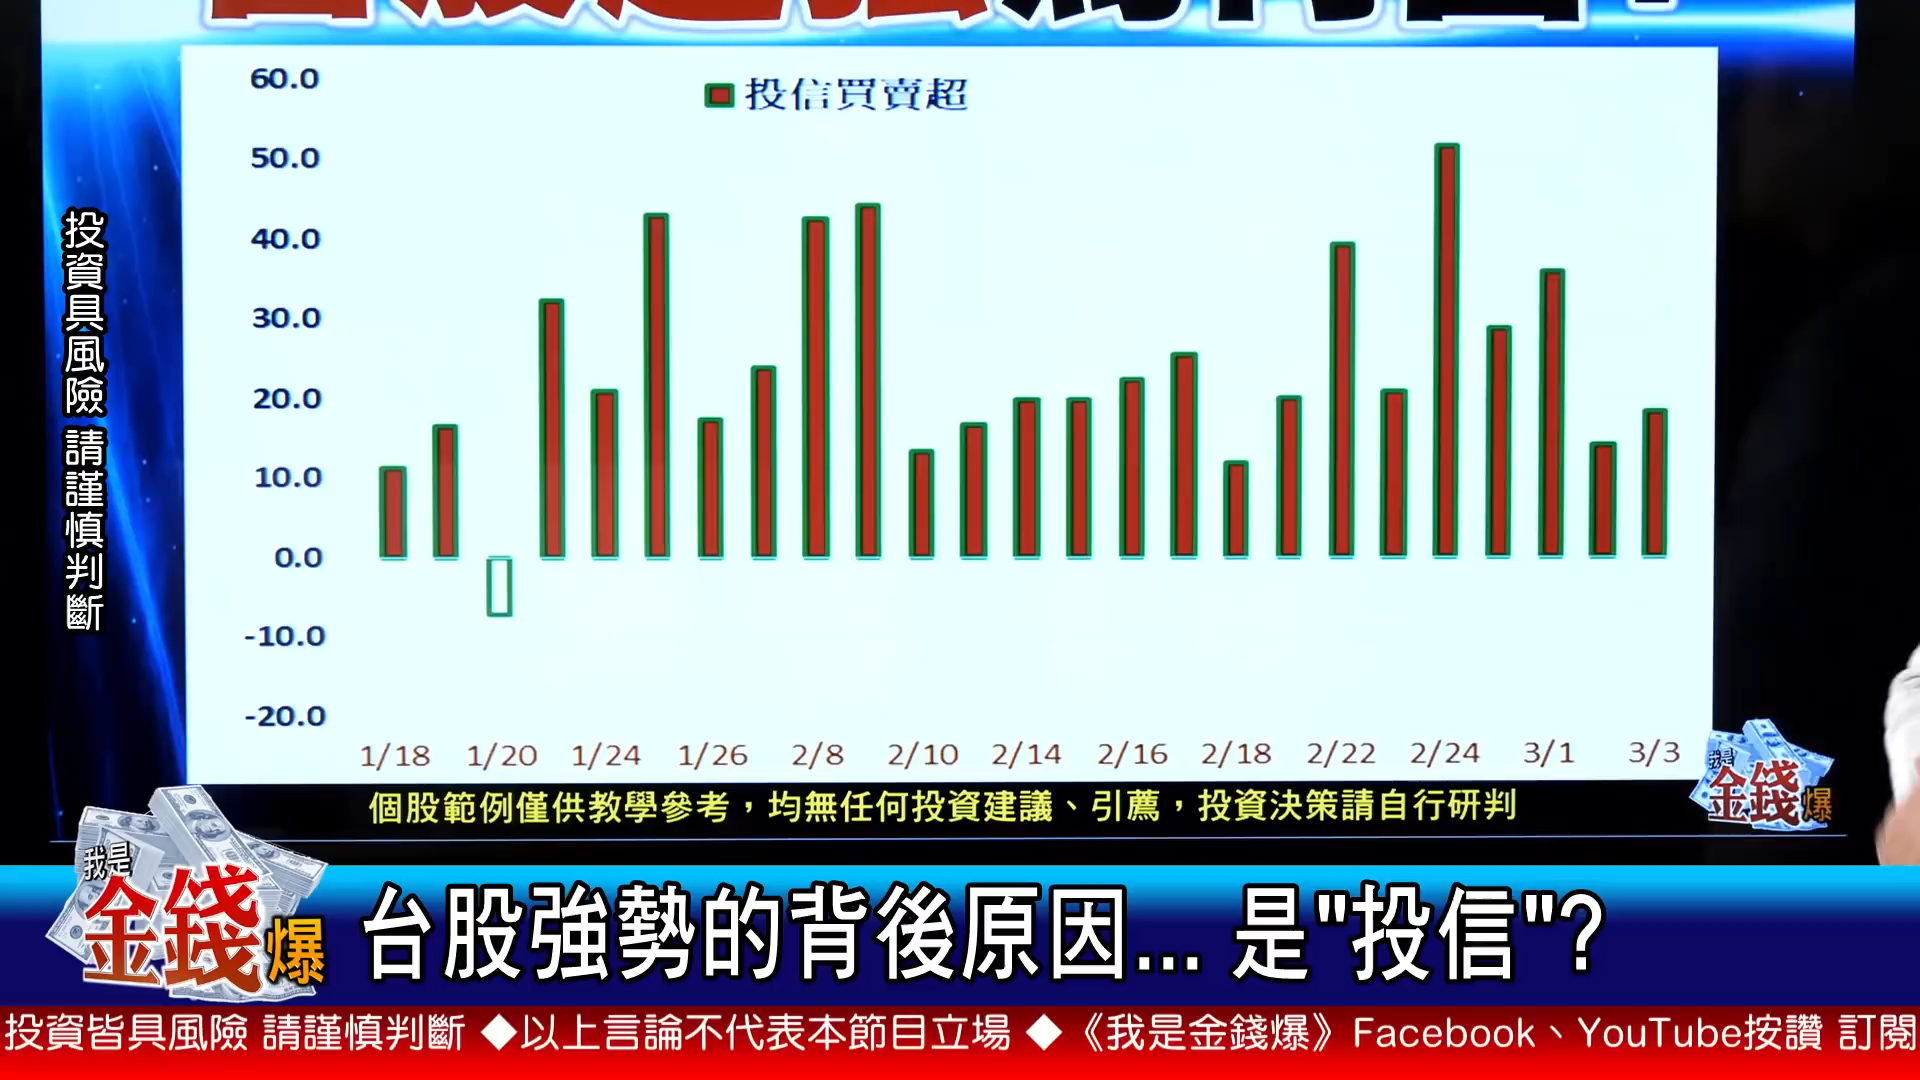 投信買賣超
60.0
50.0
40.0
30.0
20.0
10.0
0.0
-10.0
-20.0
1/18 1/20 1/24 1/26 2/8 2/10 2/14 2/16 2/18 2/22 2/24 3/1 3/3
投資具風險 請謹慎判斷
個股範例僅供教學參考，均無任何投資建議、引薦，投資決策請自行研判
我是
金錢爆
我是
金錢爆
台股強勢的背後原因... 是"投信"?
投資皆具風險 請謹慎判斷 ◆以上言論不代表本節目立場 ◆《我是金錢爆》Facebook、YouTube按讚 訂閱